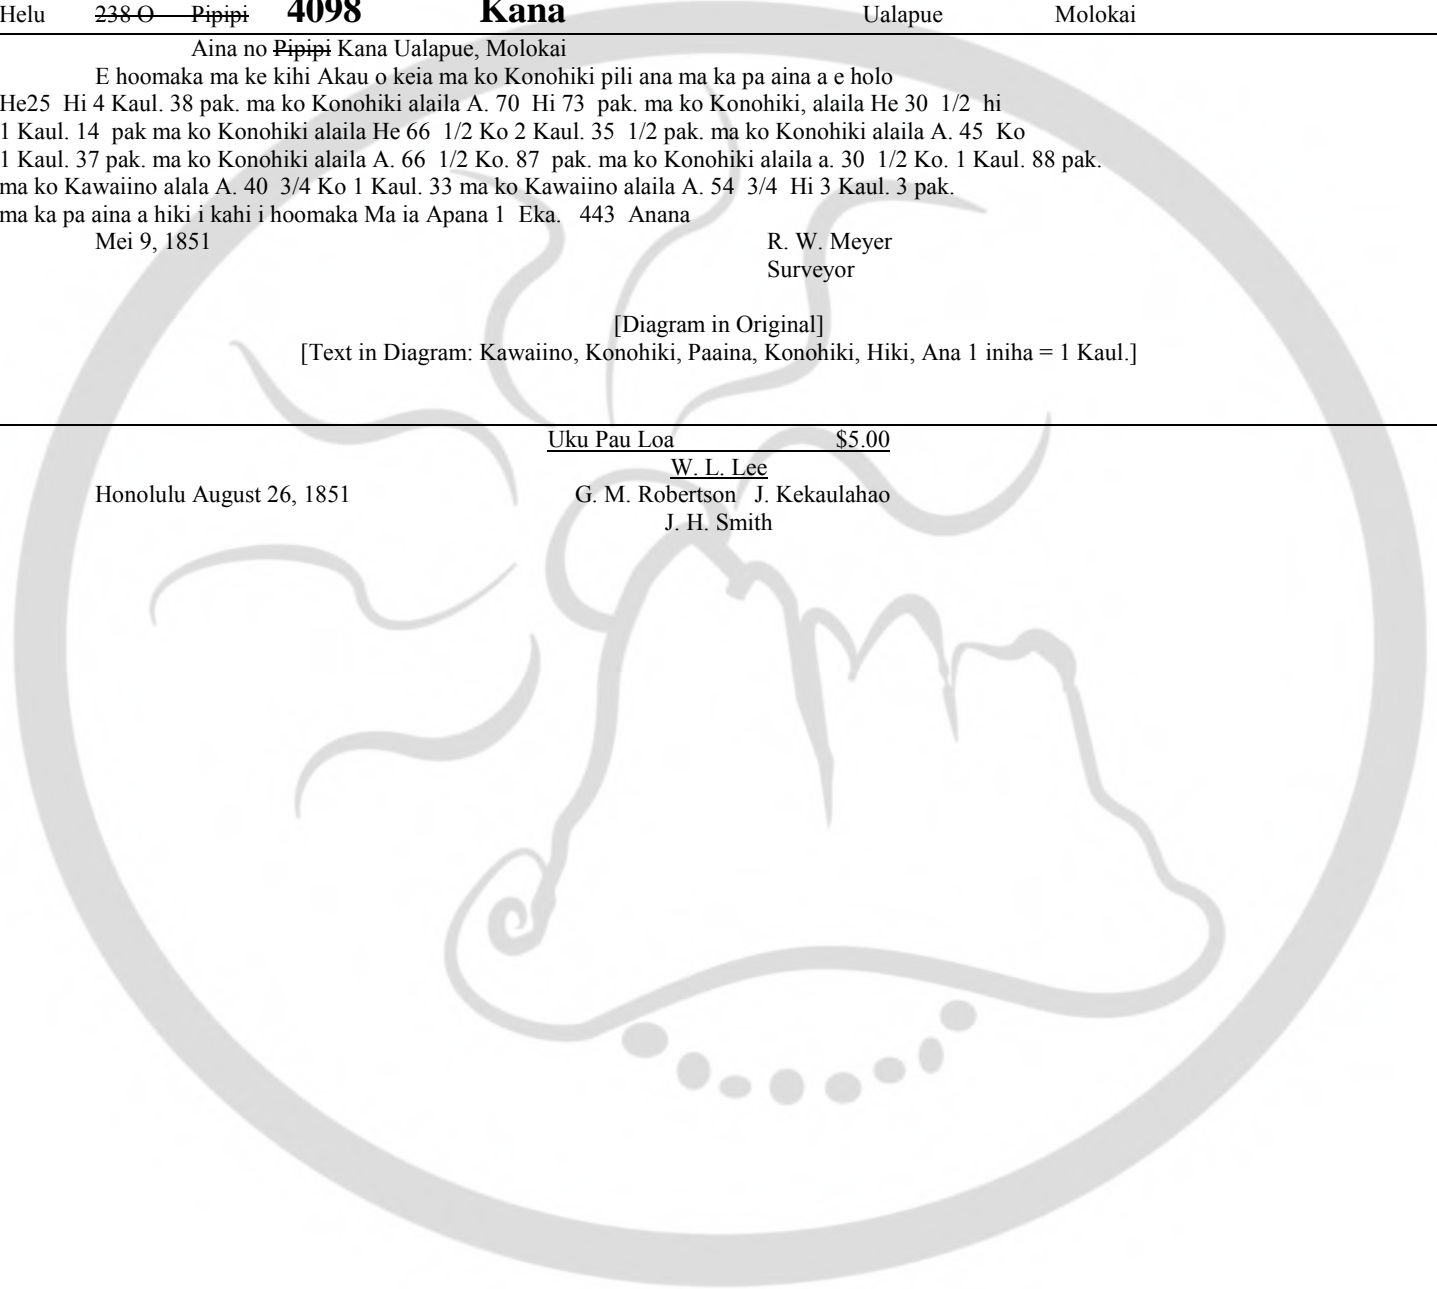 Helu 238 O Pipipi 4098 Kana Ualapue Molokai
Aina no Pipipi Kana Ualapue, Molokai
E hoomaka ma ke kihi Akau o keia ma ko Konohiki pili ana ma ka pa aina a e holo
He25 Hi 4 Kaul. 38 pak. ma ko Konohiki alaila A. 70 Hi 73 pak. ma ko Konohiki, alaila He 30 1/2 hi
1 Kaul. 14 pak ma ko Konohiki alaila He 66 1/2 Ko 2 Kaul. 35 1/2 pak. ma ko Konohiki alaila A. 45 Ko
1 Kaul. 37 pak. ma ko Konohiki alaila A. 66 1/2 Ko. 87 pak. ma ko Konohiki alaila a. 30 1/2 Ko. 1 Kaul. 88 pak.
ma ko Kawaiino alala A. 40 3/4 Ko 1 Kaul. 33 ma ko Kawaiino alaila A. 54 3/4 Hi 3 Kaul. 3 pak.
ma ka pa aina a hiki i kahi i hoomaka Ma ia Apana 1 Eka. 443 Anana
Mei 9, 1851 R. W. Meyer
Surveyor
[Diagram in Original]
[Text in Diagram: Kawaiino, Konohiki, Paaina, Konohiki, Hiki, Ana 1 iniha = 1 Kaul.]
Uku Pau Loa $5.00
W. L. Lee
Honolulu August 26, 1851 G. M. Robertson J. Kekaulahao
J. H. Smith